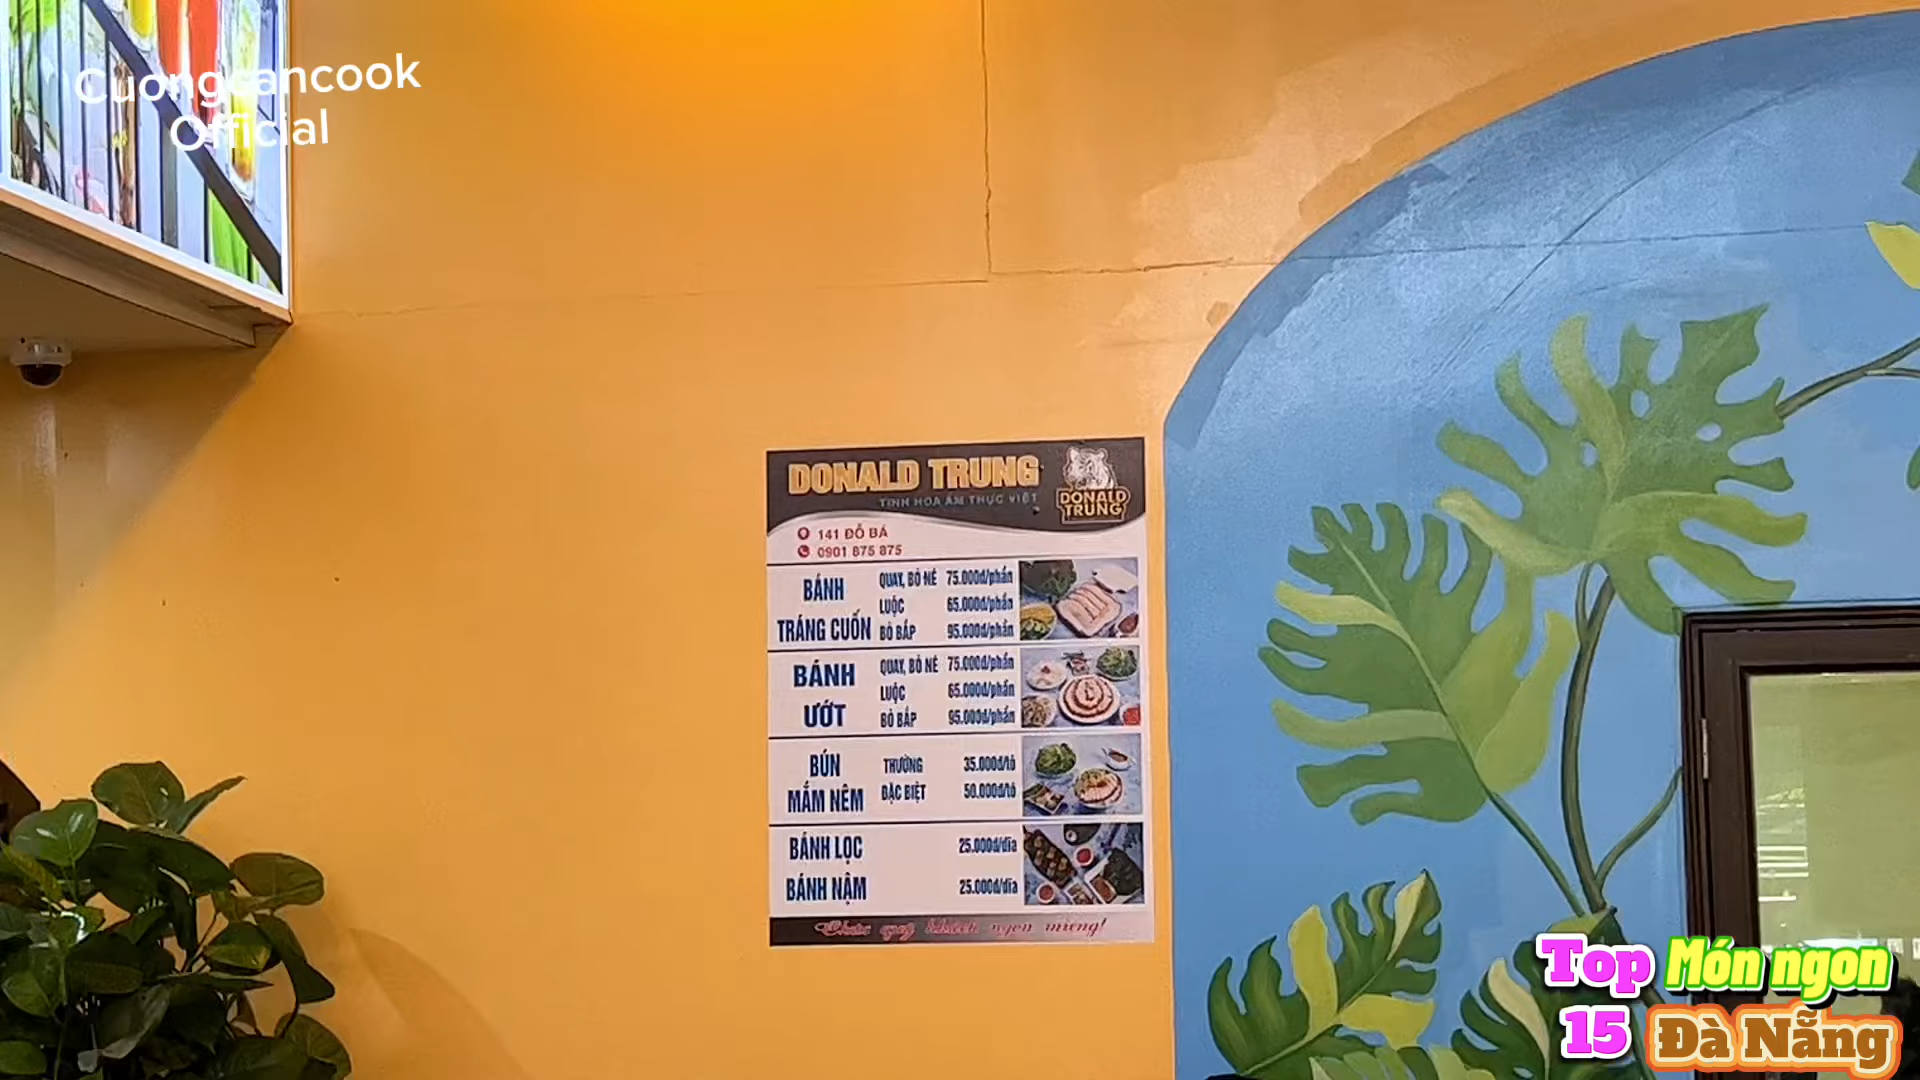 Cuongcancook
Official
DONALD TRUNG
TINH HOA ẨM THỰC VIỆT
DONALD
TRUNG
141 ĐỖ BÁ
0901 875 875
BÁNH
TRÁNG CUỐN
QUAY, BÒ NÉ 75.000đ/phần
LUỘC 65.000đ/phần
BÒ BẮP 95.000đ/phần
BÁNH
ƯỚT
QUAY, BÒ NÉ 75.000đ/phần
LUỘC 65.000đ/phần
BÒ BẮP 95.000đ/phần
BÚN
MẮM NÊM
THƯỜNG 35.000đ/tô
ĐẶC BIỆT 50.000đ/tô
BÁNH LỌC 25.000đ/dĩa
BÁNH NẬM 25.000đ/dĩa
Chúc quý khách ngon miệng!
Top Món ngon
15 Đà Nẵng